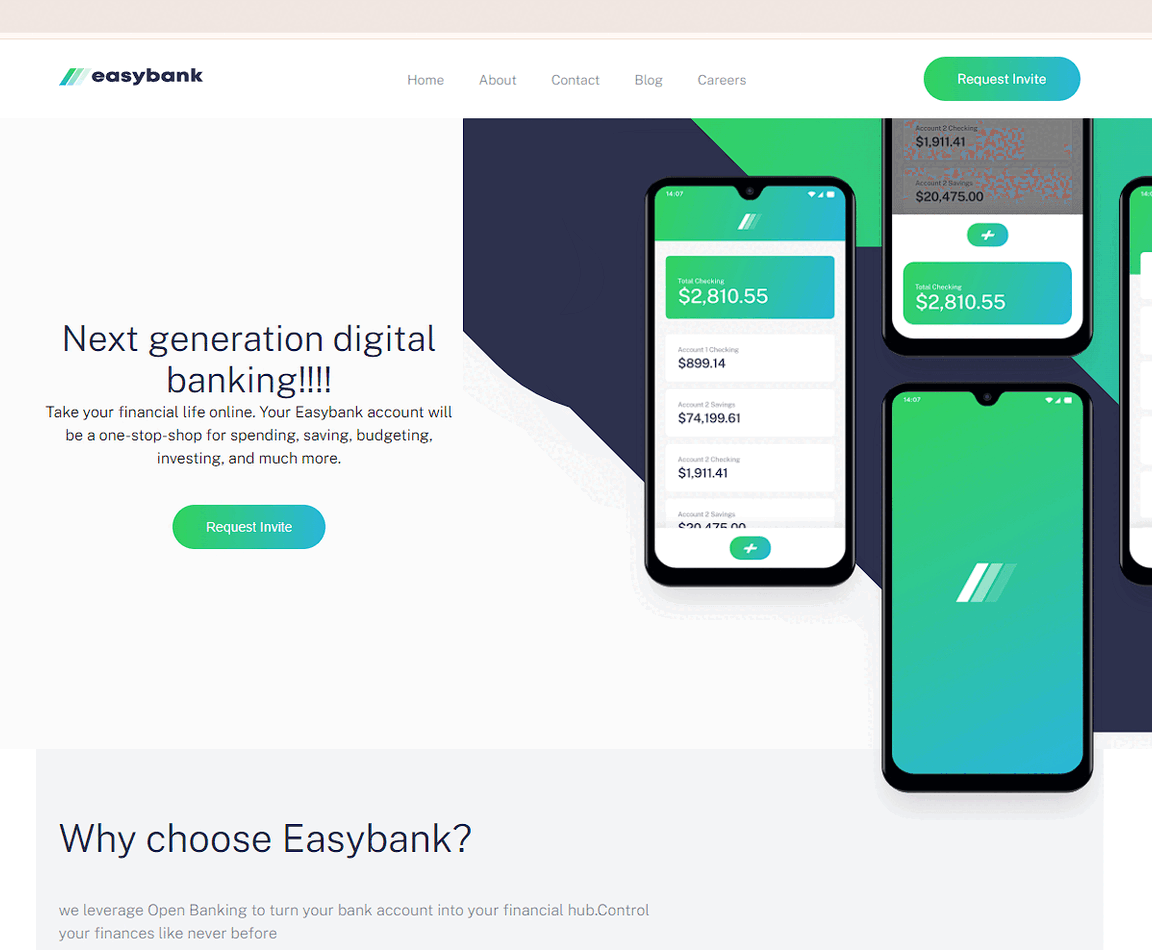 easybank
Home About Contact Blog Careers
Request Invite
Next generation digital
banking!!!!
Take your financial life online. Your Easybank account will
be a one-stop-shop for spending, saving, budgeting,
investing, and much more.
Request Invite
14:07
Total Checking
$2,810.55
Account 1 Checking
$899.14
Account 2 Savings
$74,199.61
Account 2 Checking
$1,911.41
Account 2 Savings
$20,475.00
Account 2 Checking
$1,911.41
Account 2 Savings
$20,475.00
Total Checking
$2,810.55
14:07
Why choose Easybank?
we leverage Open Banking to turn your bank account into your financial hub.Control
your finances like never before